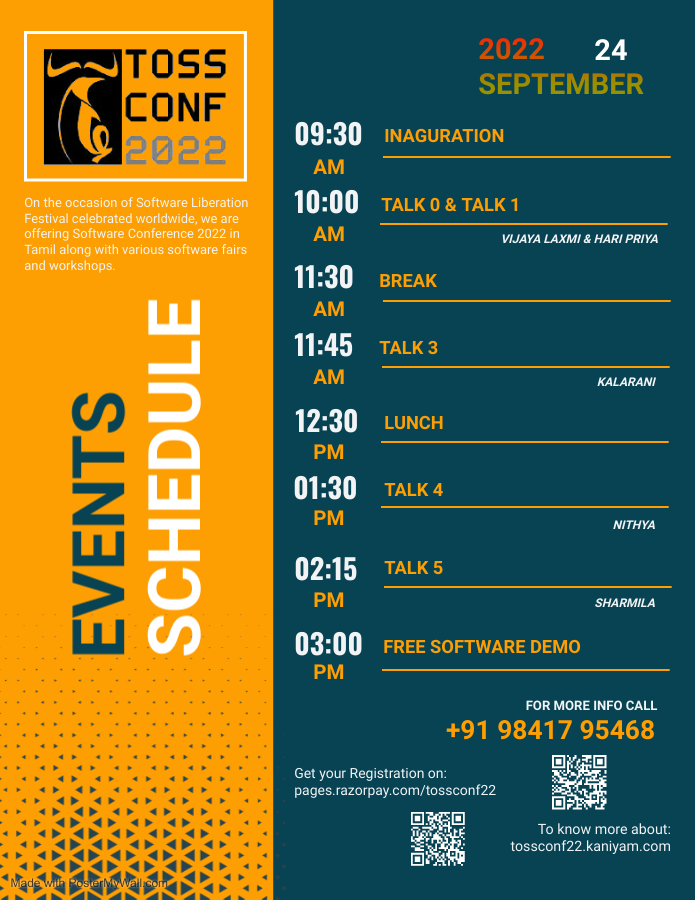 TOSS
CONF
2022
On the occasion of Software Liberation
Festival celebrated worldwide, we are
offering Software Conference 2022 in
Tamil along with various software fairs
and workshops.
EVENTS
SCHEDULE
Made with PosterMyWall.com
2022 24
SEPTEMBER
09:30
AM
INAGURATION
10:00
AM
TALK 0 & TALK 1
VIJAYA LAXMI & HARI PRIYA
11:30
AM
BREAK
11:45
AM
TALK 3
KALARANI
12:30
PM
LUNCH
01:30
PM
TALK 4
NITHYA
02:15
PM
TALK 5
SHARMILA
03:00
PM
FREE SOFTWARE DEMO
FOR MORE INFO CALL
+91 98417 95468
Get your Registration on:
pages.razorpay.com/tossconf22
To know more about:
tossconf22.kaniyam.com